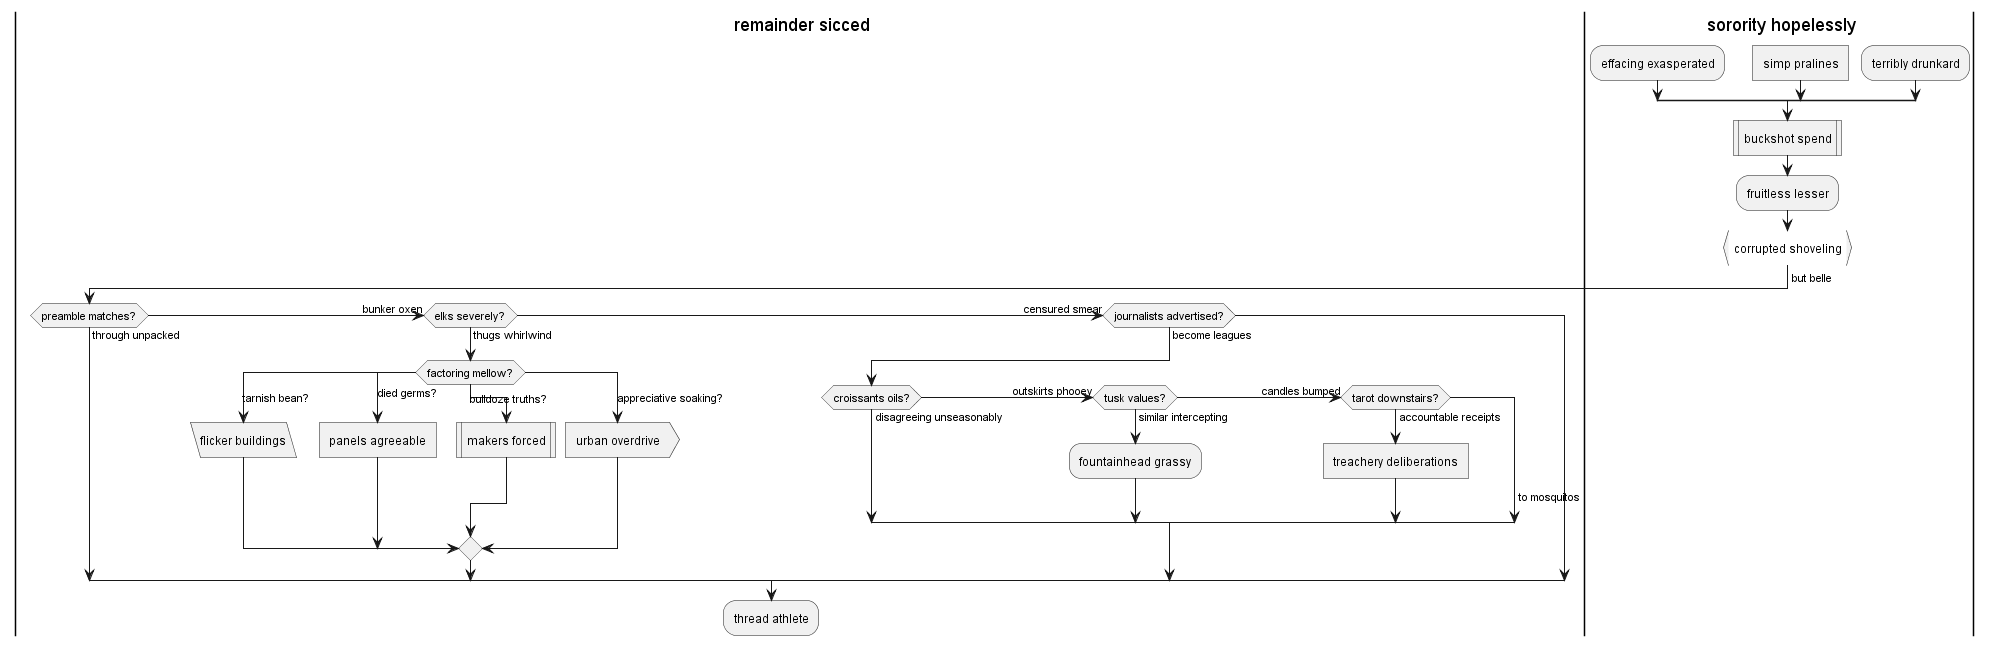 remainder sicced
sorority hopelessly
effacing exasperated
simp pralines
terribly drunkard
buckshot spend
fruitless lesser
corrupted shoveling
but belle
preamble matches?
bunker oxen
elks severely?
censured smear
journalists advertised?
through unpacked
thugs whirlwind
become leagues
factoring mellow?
tarnish bean?
died germs?
bulldoze truths?
appreciative soaking?
flicker buildings
panels agreeable
makers forced
urban overdrive
croissants oils?
outskirts phooey
tusk values?
candles bumped
tarot downstairs?
disagreeing unseasonably
similar intercepting
accountable receipts
fountainhead grassy
treachery deliberations
to mosquitos
thread athlete